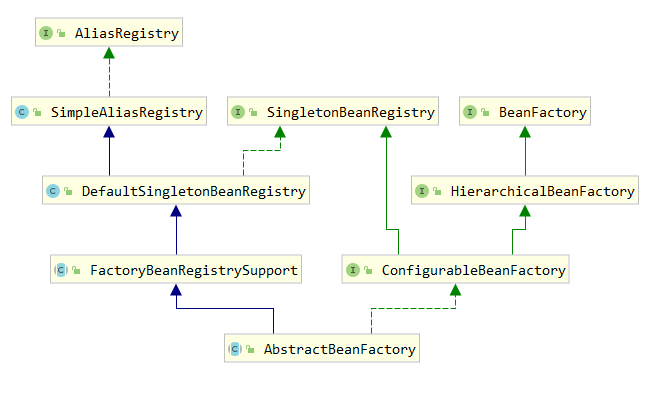 I AliasRegistry
C SimpleAliasRegistry
I SingletonBeanRegistry
I BeanFactory
C DefaultSingletonBeanRegistry
I HierarchicalBeanFactory
C FactoryBeanRegistrySupport
I ConfigurableBeanFactory
C AbstractBeanFactory